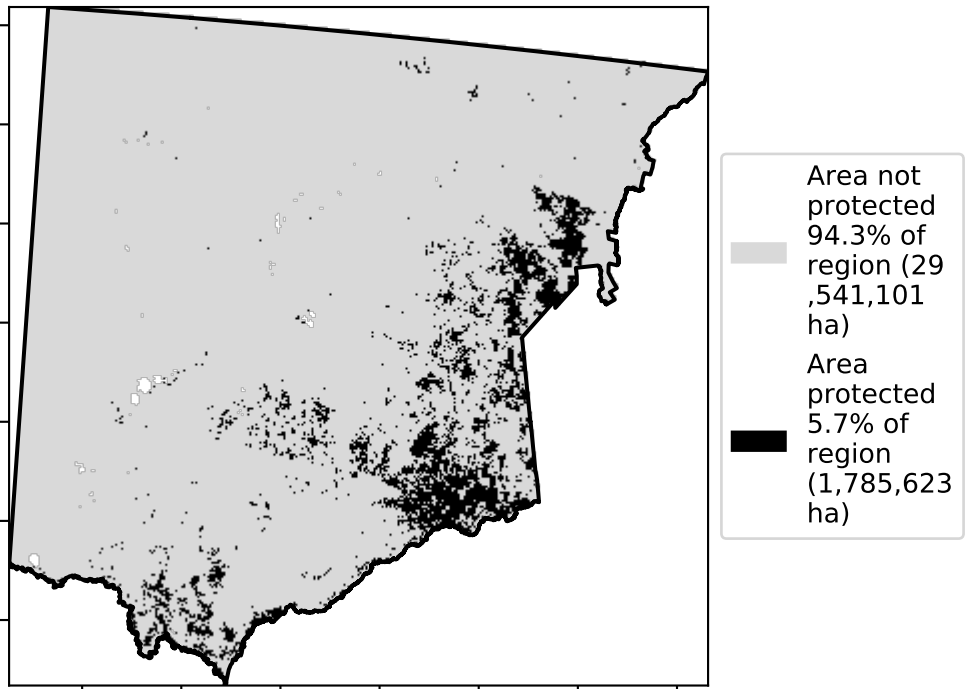 Area not
protected
94.3% of
region (29
,541,101
ha)
Area
protected
5.7% of
region
(1,785,623
ha)